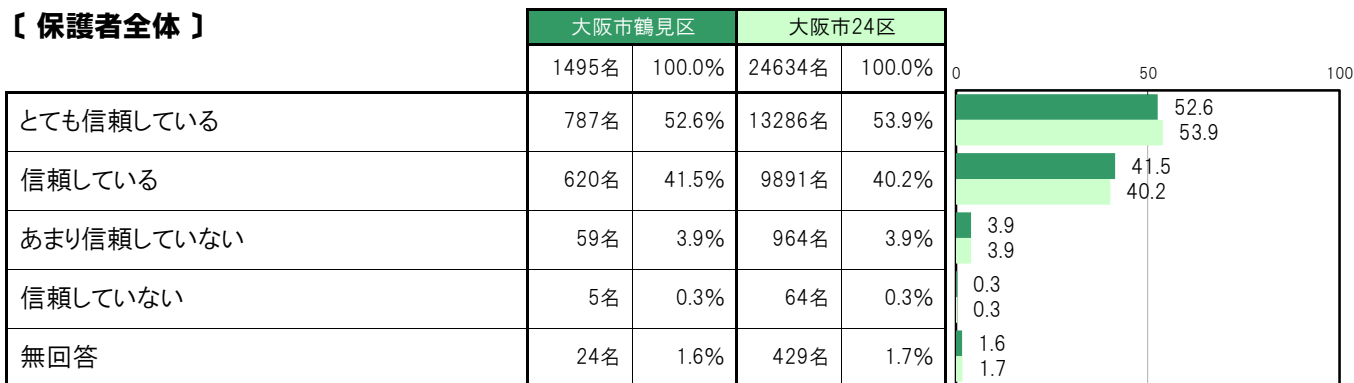 〔 保護者全体 〕
大阪市鶴見区 大阪市24区
1495名 100.0% 24634名 100.0%
0 50 100
とても信頼している 787名 52.6% 13286名 53.9%
52.6
53.9
信頼している 620名 41.5% 9891名 40.2%
41.5
40.2
あまり信頼していない 59名 3.9% 964名 3.9%
3.9
3.9
信頼していない 5名 0.3% 64名 0.3%
0.3
0.3
無回答 24名 1.6% 429名 1.7%
1.6
1.7